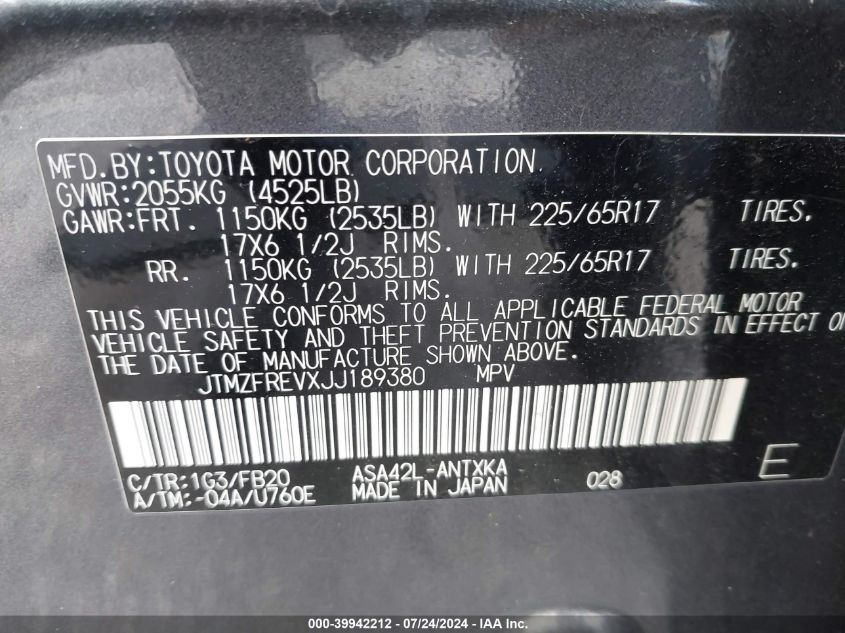 MFD.BY:TOYOTA MOTOR CORPORATION
GVWR:2055KG (4525LB)
GAWR:FRT. 1150KG (2535LB) WITH 225/65R17 TIRES.
17X6 1/2J RIMS.
RR. 1150KG (2535LB) WITH 225/65R17 TIRES.
17X6 1/2J RIMS.
THIS VEHICLE CONFORMS TO ALL APPLICABLE FEDERAL MOTOR
VEHICLE SAFETY AND THEFT PREVENTION STANDARDS IN EFFECT O
THE DATE OF MANUFACTURE SHOWN ABOVE.
JTMZFREVXJJ189380 MPV
C/TR:1G3/FB20 ASA42L-ANTXKA
A/TM:-04A/U760E MADE IN JAPAN 028 E
000-39942212 - 07/24/2024 - IAA Inc.